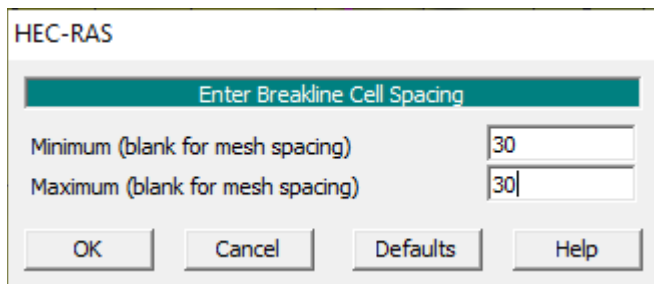 HEC-RAS
Enter Breakline Cell Spacing
Minimum (blank for mesh spacing) 30
Maximum (blank for mesh spacing) 30
OK Cancel Defaults Help